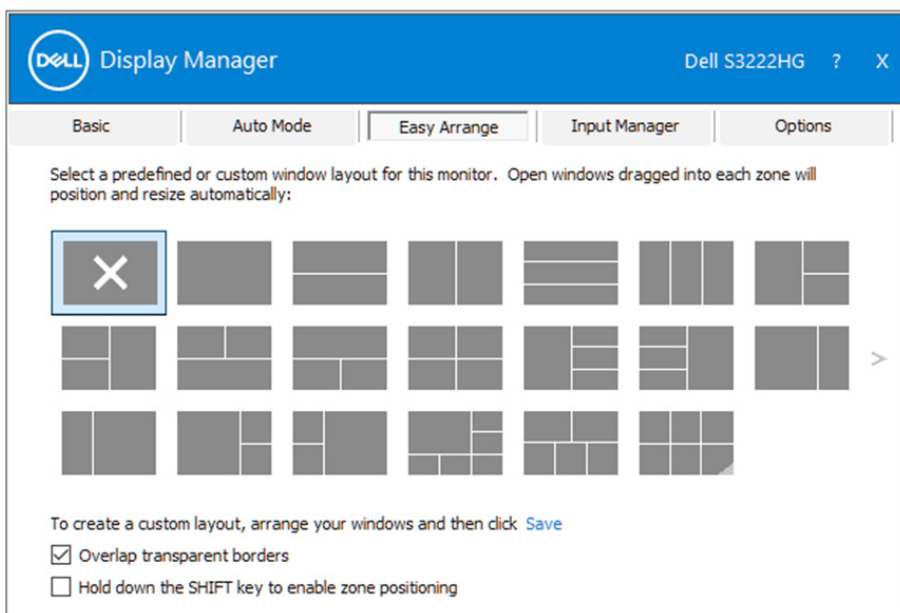 DELL Display Manager Dell S3222HG ? X
Basic Auto Mode Easy Arrange Input Manager Options
Select a predefined or custom window layout for this monitor. Open windows dragged into each zone will
position and resize automatically:
>
To create a custom layout, arrange your windows and then click Save
Overlap transparent borders
Hold down the SHIFT key to enable zone positioning